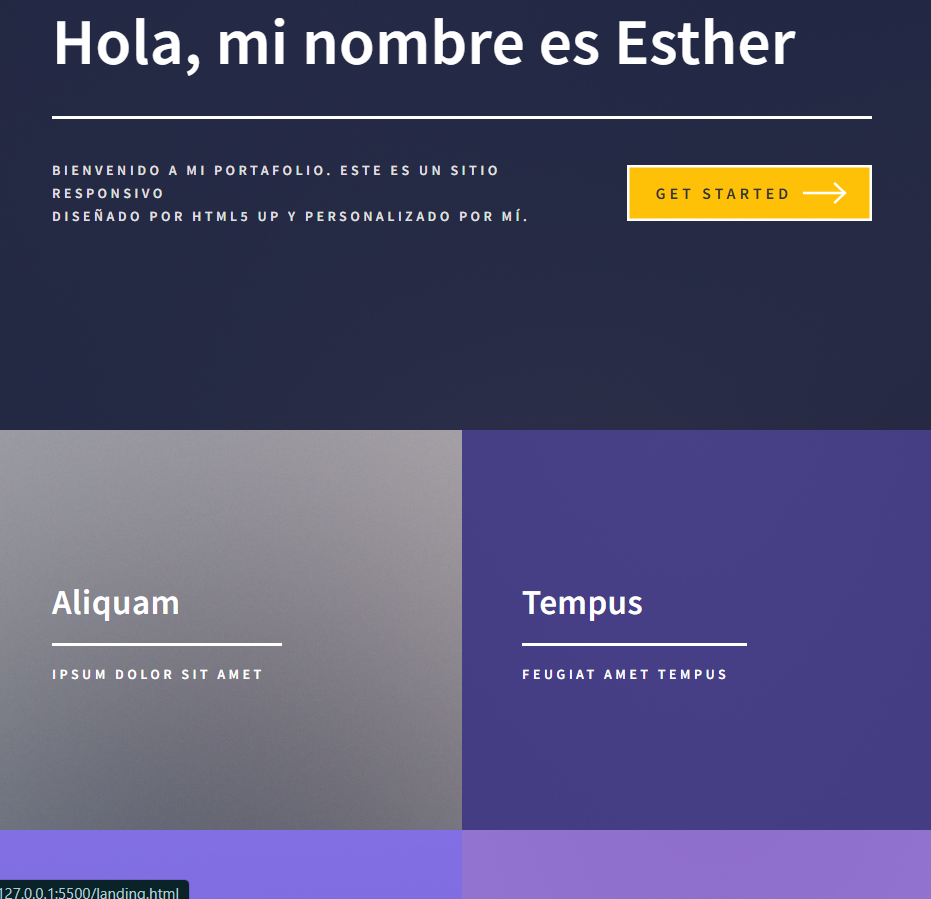 Hola, mi nombre es Esther
BIENVENIDO A MI PORTAFOLIO. ESTE ES UN SITIO
RESPONSIVO
DISEÑADO POR HTML5 UP Y PERSONALIZADO POR MÍ.
GET STARTED
Aliquam
IPSUM DOLOR SIT AMET
Tempus
FEUGIAT AMET TEMPUS
127.0.0.1:5500/landing.html